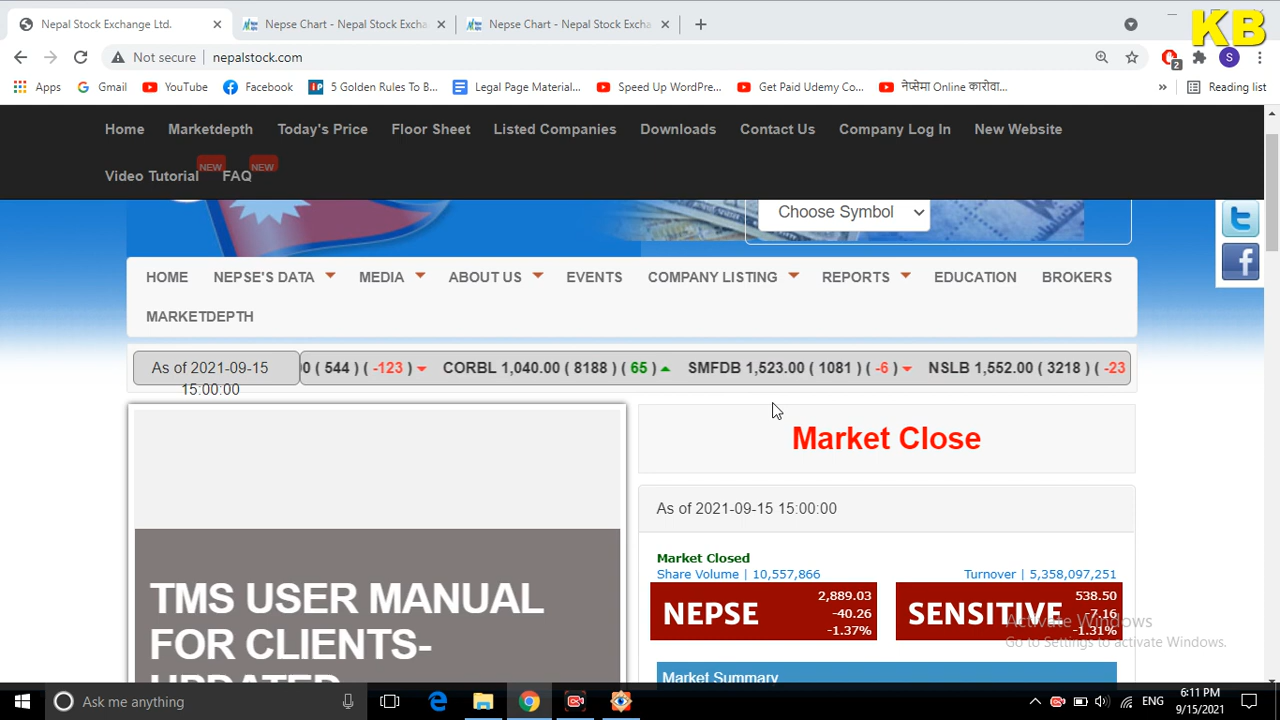 Nepal Stock Exchange Ltd.
Nepse Chart - Nepal Stock Excha
Nepse Chart - Nepal Stock Excha
KB
Not secure
nepalstock.com
2
S
Apps
Gmail
YouTube
Facebook
5 Golden Rules To B...
Legal Page Material...
Speed Up WordPre...
Get Paid Udemy Co...
नेप्सेमा Online कारोवा...
Reading list
Home
Marketdepth
Today's Price
Floor Sheet
Listed Companies
Downloads
Contact Us
Company Log In
New Website
Video Tutorial
NEW
FAQ
NEW
Choose Symbol
HOME
NEPSE'S DATA
MEDIA
ABOUT US
EVENTS
COMPANY LISTING
REPORTS
EDUCATION
BROKERS
MARKETDEPTH
As of 2021-09-15
15:00:00
0 ( 544 ) ( -123 )
CORBL 1,040.00 ( 8188 ) ( 65 )
SMFDB 1,523.00 ( 1081 ) ( -6 )
NSLB 1,552.00 ( 3218 ) ( -23
Market Close
As of 2021-09-15 15:00:00
Market Closed
Share Volume | 10,557,866
Turnover | 5,358,097,251
NEPSE
2,889.03
-40.26
-1.37%
SENSITIVE
538.50
-7.16
-1.31%
Market Summary
TMS USER MANUAL
FOR CLIENTS-
UPDATED
Activate Windows
Go to Settings to activate Windows.
Ask me anything
ENG
6:11 PM
9/15/2021